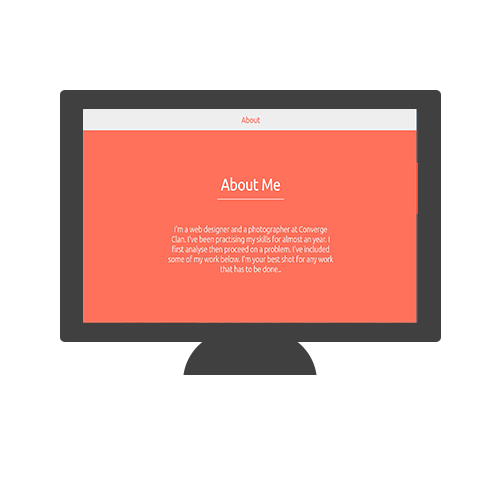 About
About Me
I'm a web designer and a photographer at Converge
Clan. I've been practising my skills for almost an year. I
first analyse then proceed on a problem. I've included
some of my work below. I'm your best shot for any work
that has to be done..